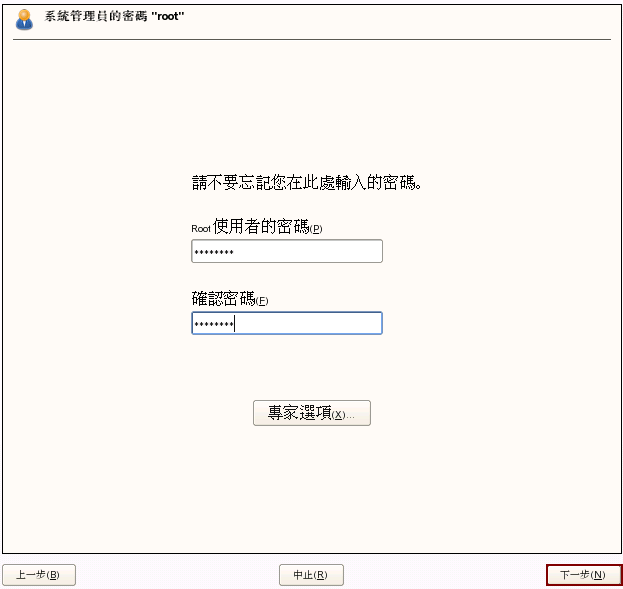 系統管理員的密碼 "root"
請不要忘記您在此處輸入的密碼。
Root 使用者的密碼(P)
********
確認密碼(F)
********
專家選項(X)...
上一步(B) 中止(R) 下一步(N)